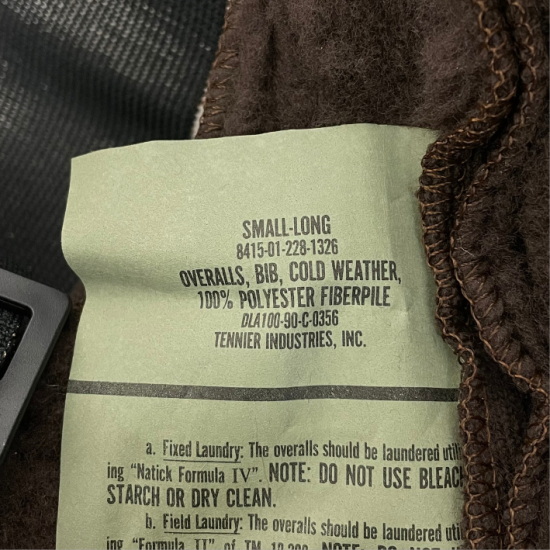 SMALL-LONG
8415-01-228-1326
OVERALLS, BIB, COLD WEATHER,
100% POLYESTER FIBERPILE
DLA100-90-C-0356
TENNIER INDUSTRIES, INC.
a. Fixed Laundry: The overalls should be laundered utili
ing "Natick Formula IV". NOTE: DO NOT USE BLEAC
STARCH OR DRY CLEAN.
b. Field Laundry: The overalls should be laundered util
ing "Formula II" of TM